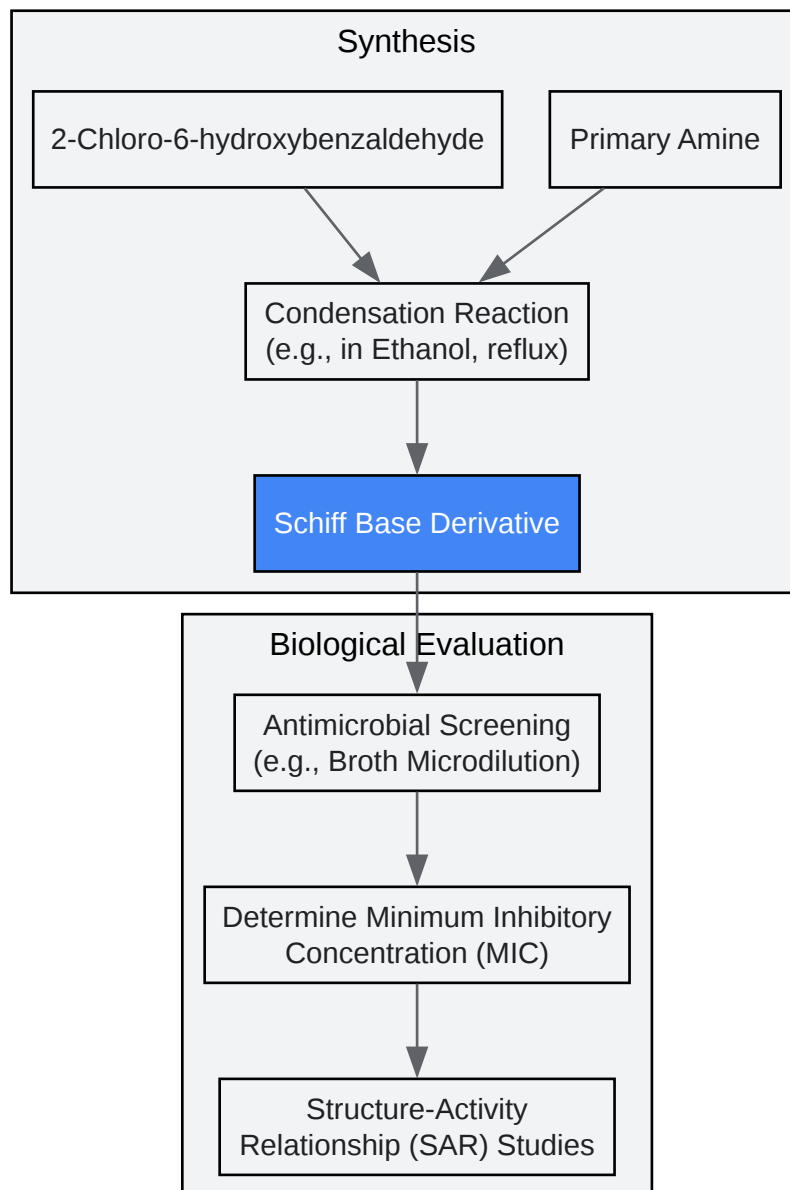 Synthesis
2-Chloro-6-hydroxybenzaldehyde
Primary Amine
Condensation Reaction
(e.g., in Ethanol, reflux)
Schiff Base Derivative
Biological Evaluation
Antimicrobial Screening
(e.g., Broth Microdilution)
Determine Minimum Inhibitory
Concentration (MIC)
Structure-Activity
Relationship (SAR) Studies